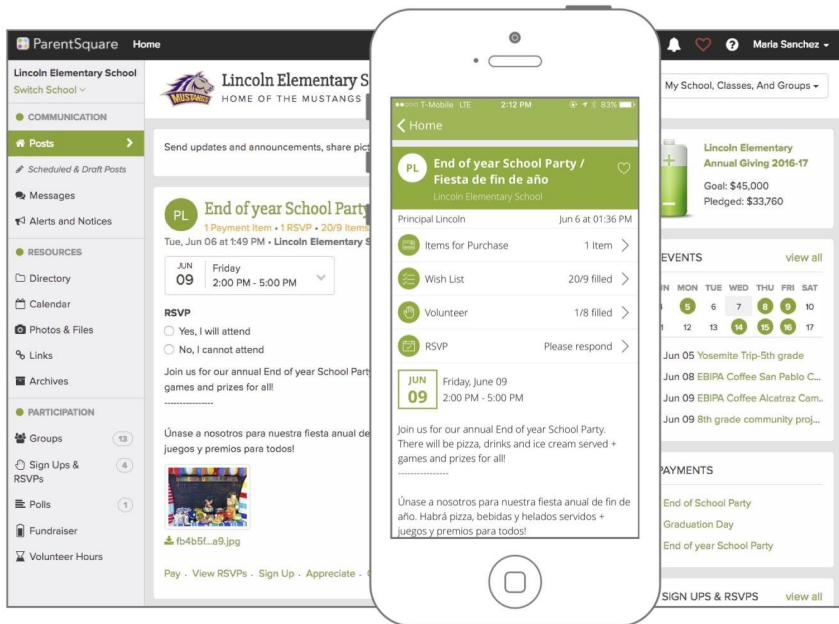 ParentSquare Home
Maria Sanchez
Lincoln Elementary School
Switch School
COMMUNICATION
Posts
Scheduled & Draft Posts
Messages
Alerts and Notices
RESOURCES
Directory
Calendar
Photos & Files
Links
Archives
PARTICIPATION
Groups 13
Sign Ups & 4
RSVPs
Polls 1
Fundraiser
Volunteer Hours
MUSTANGS
Lincoln Elementary S
HOME OF THE MUSTANGS
Send updates and announcements, share pic
PL
End of year School Party
1 Payment Item • 1 RSVP • 20/9 Items
Tue, Jun 06 at 1:49 PM • Lincoln Elementary S
JUN
09
Friday
2:00 PM - 5:00 PM
RSVP
Yes, I will attend
No, I cannot attend
Join us for our annual End of year School Party
games and prizes for all!
----------------
Únase a nosotros para nuestra fiesta anual de
juegos y premios para todos!
fb4b5f...a9.jpg
Pay . View RSVPs . Sign Up . Appreciate .
T-Mobile LTE 2:12 PM 83%
Home
PL
End of year School Party /
Fiesta de fin de año
Lincoln Elementary School
Principal Lincoln Jun 6 at 01:36 PM
Items for Purchase 1 Item
Wish List 20/9 filled
Volunteer 1/8 filled
RSVP Please respond
JUN
09
Friday, June 09
2:00 PM - 5:00 PM
Join us for our annual End of year School Party.
There will be pizza, drinks and ice cream served +
games and prizes for all!
----------------
Únase a nosotros para nuestra fiesta anual de fin de
año. Habrá pizza, bebidas y helados servidos +
juegos y premios para todos!
My School, Classes, And Groups
Lincoln Elementary
Annual Giving 2016-17
Goal: $45,000
Pledged: $33,760
EVENTS view all
MON TUE WED THU FRI SAT
5 6 7 8 9 10
12 13 14 15 16 17
Jun 05 Yosemite Trip-5th grade
Jun 08 EBIPA Coffee San Pablo C...
Jun 09 EBIPA Coffee Alcatraz Cam..
Jun 09 8th grade community proj...
PAYMENTS
End of School Party
Graduation Day
End of year School Party
SIGN UPS & RSVPS view all